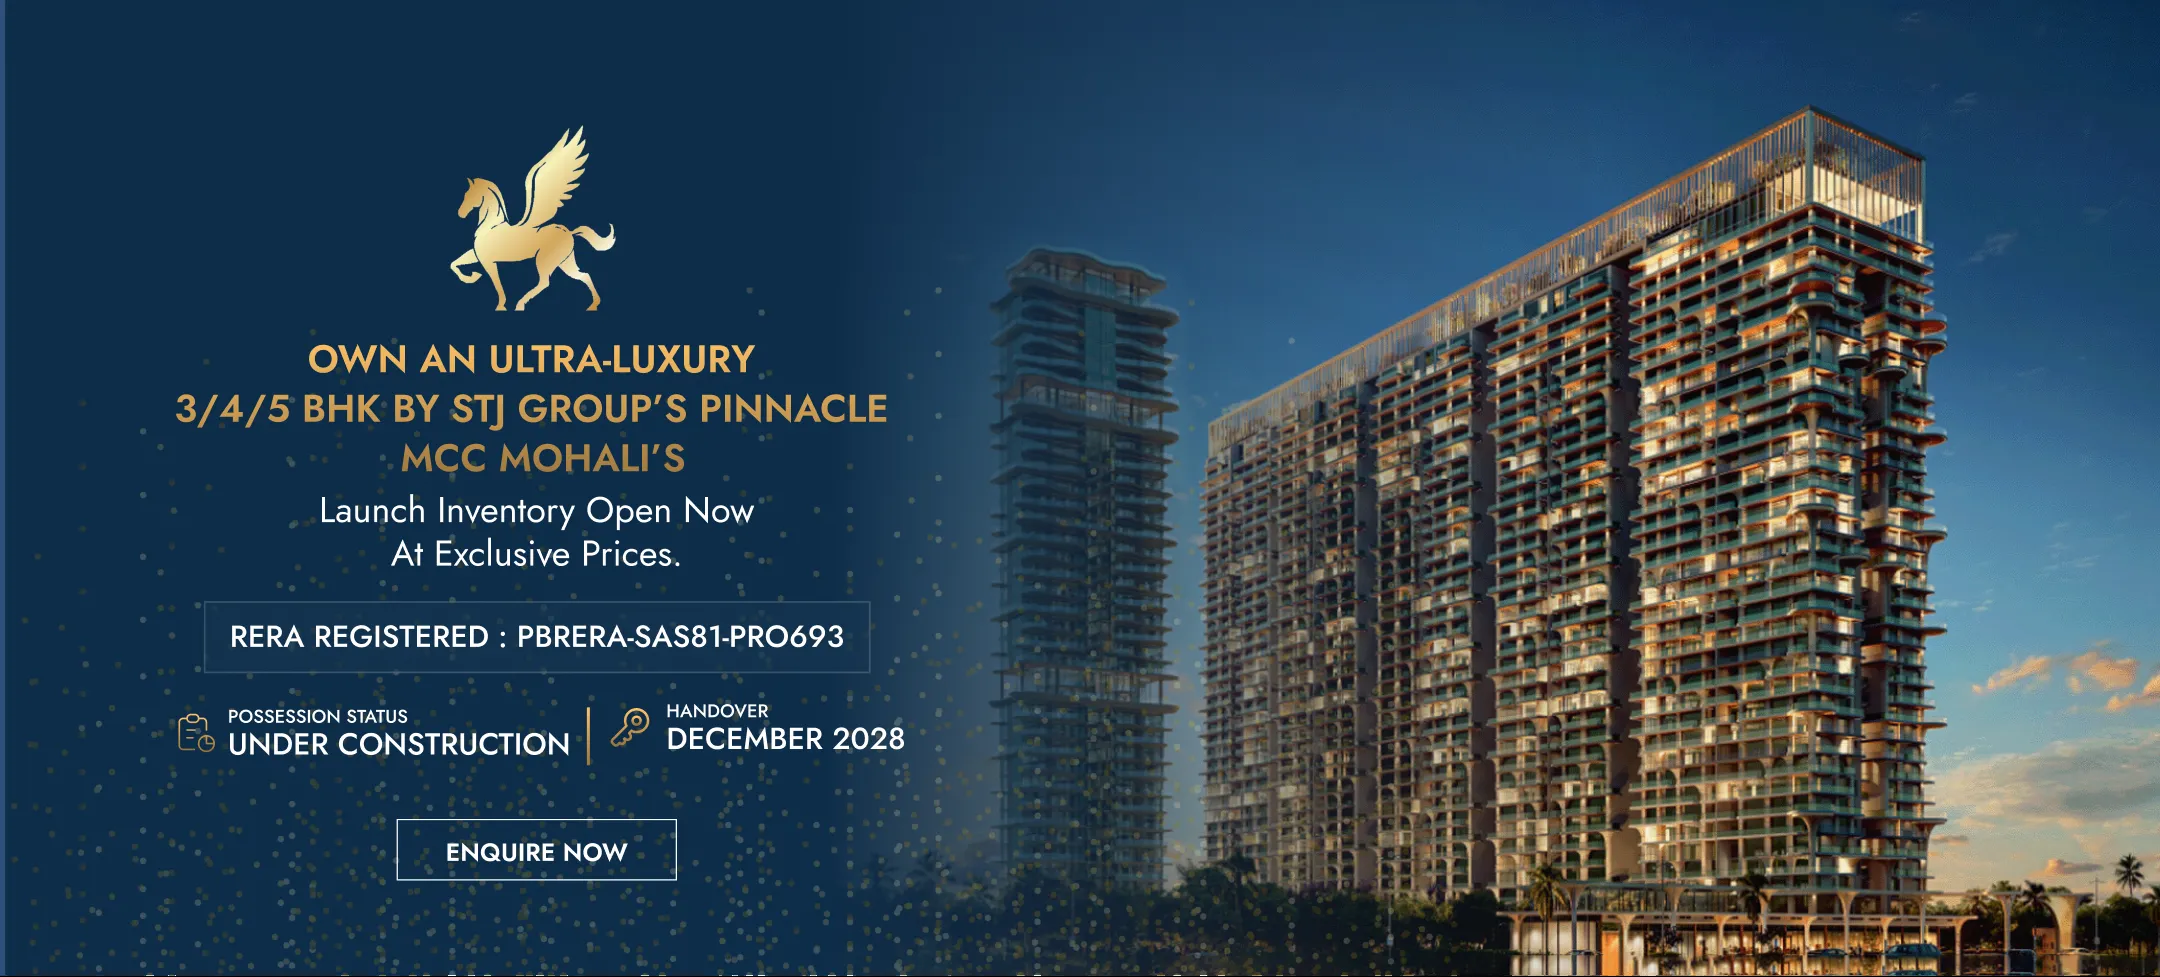 OWN AN ULTRA-LUXURY
3/4/5 BHK BY STJ GROUP'S PINNACLE
MCC MOHALI'S
Launch Inventory Open Now
At Exclusive Prices.
RERA REGISTERED : PBRERA-SAS81-PRO693
POSSESSION STATUS
UNDER CONSTRUCTION
HANDOVER
DECEMBER 2028
ENQUIRE NOW